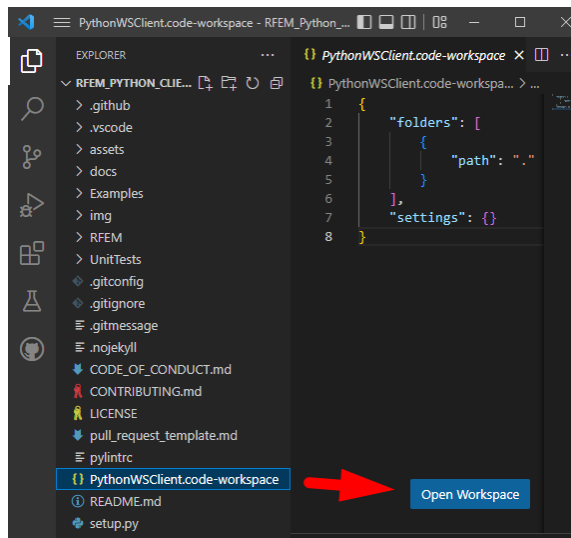 PythonWSClient.code-workspace - RFEM_Python_...
EXPLORER
RFEM_PYTHON_CLIE...
.github
.vscode
assets
docs
Examples
img
RFEM
UnitTests
.gitconfig
.gitignore
.gitmessage
.nojekyll
CODE_OF_CONDUCT.md
CONTRIBUTING.md
LICENSE
pull_request_template.md
pylintrc
{} PythonWSClient.code-workspace
README.md
setup.py
{} PythonWSClient.code-workspace
{} PythonWSClient.code-workspa... > ...
1 {
2 "folders": [
3 {
4 "path": "."
5 }
6 ],
7 "settings": {}
8 }
Open Workspace